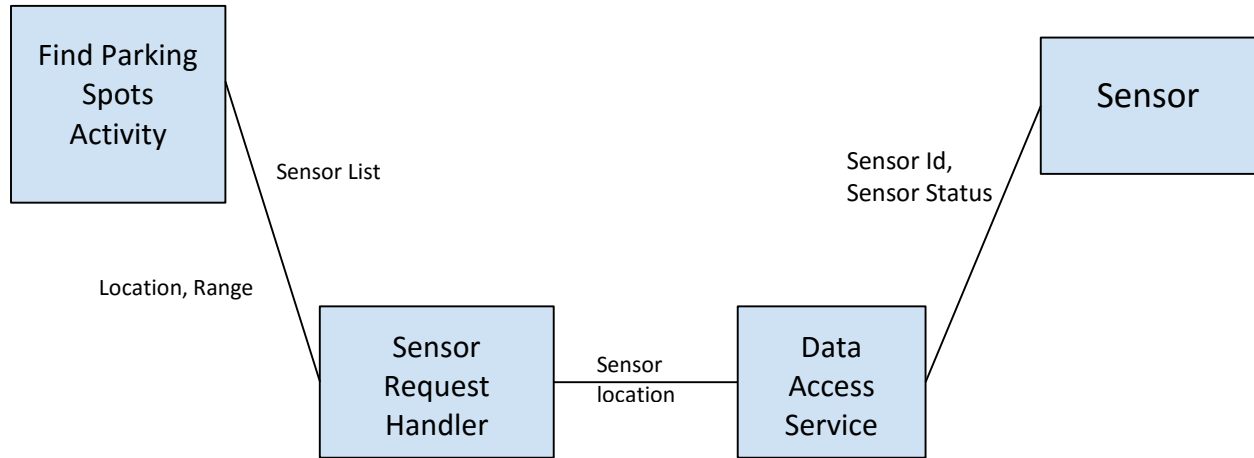 Find Parking
Spots
Activity
Sensor
Sensor List
Sensor Id,
Sensor Status
Location, Range
Sensor
Request
Handler
Sensor
location
Data
Access
Service